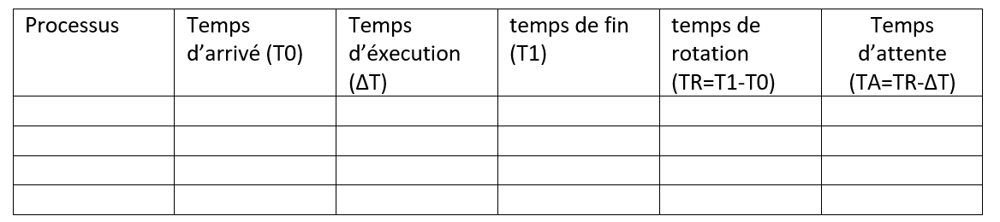 Processus
Temps
d’arrivé (T0)
Temps
d’éxecution
(ΔT)
temps de fin
(T1)
temps de
rotation
(TR=T1-T0)
Temps
d’attente
(TA=TR-ΔT)